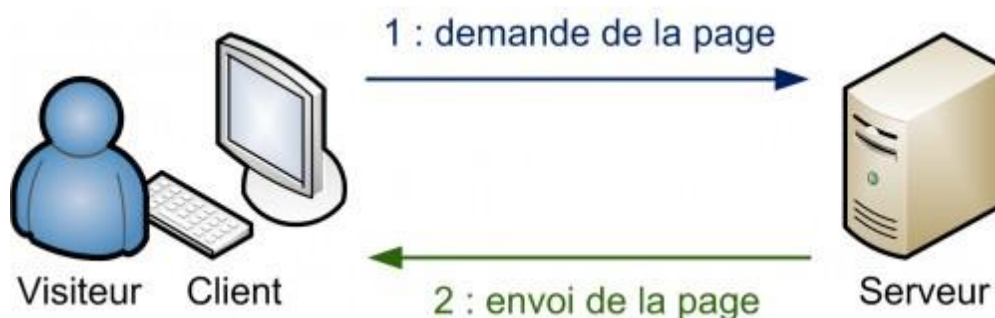 1 : demande de la page
Visiteur
Client
2 : envoi de la page
Serveur